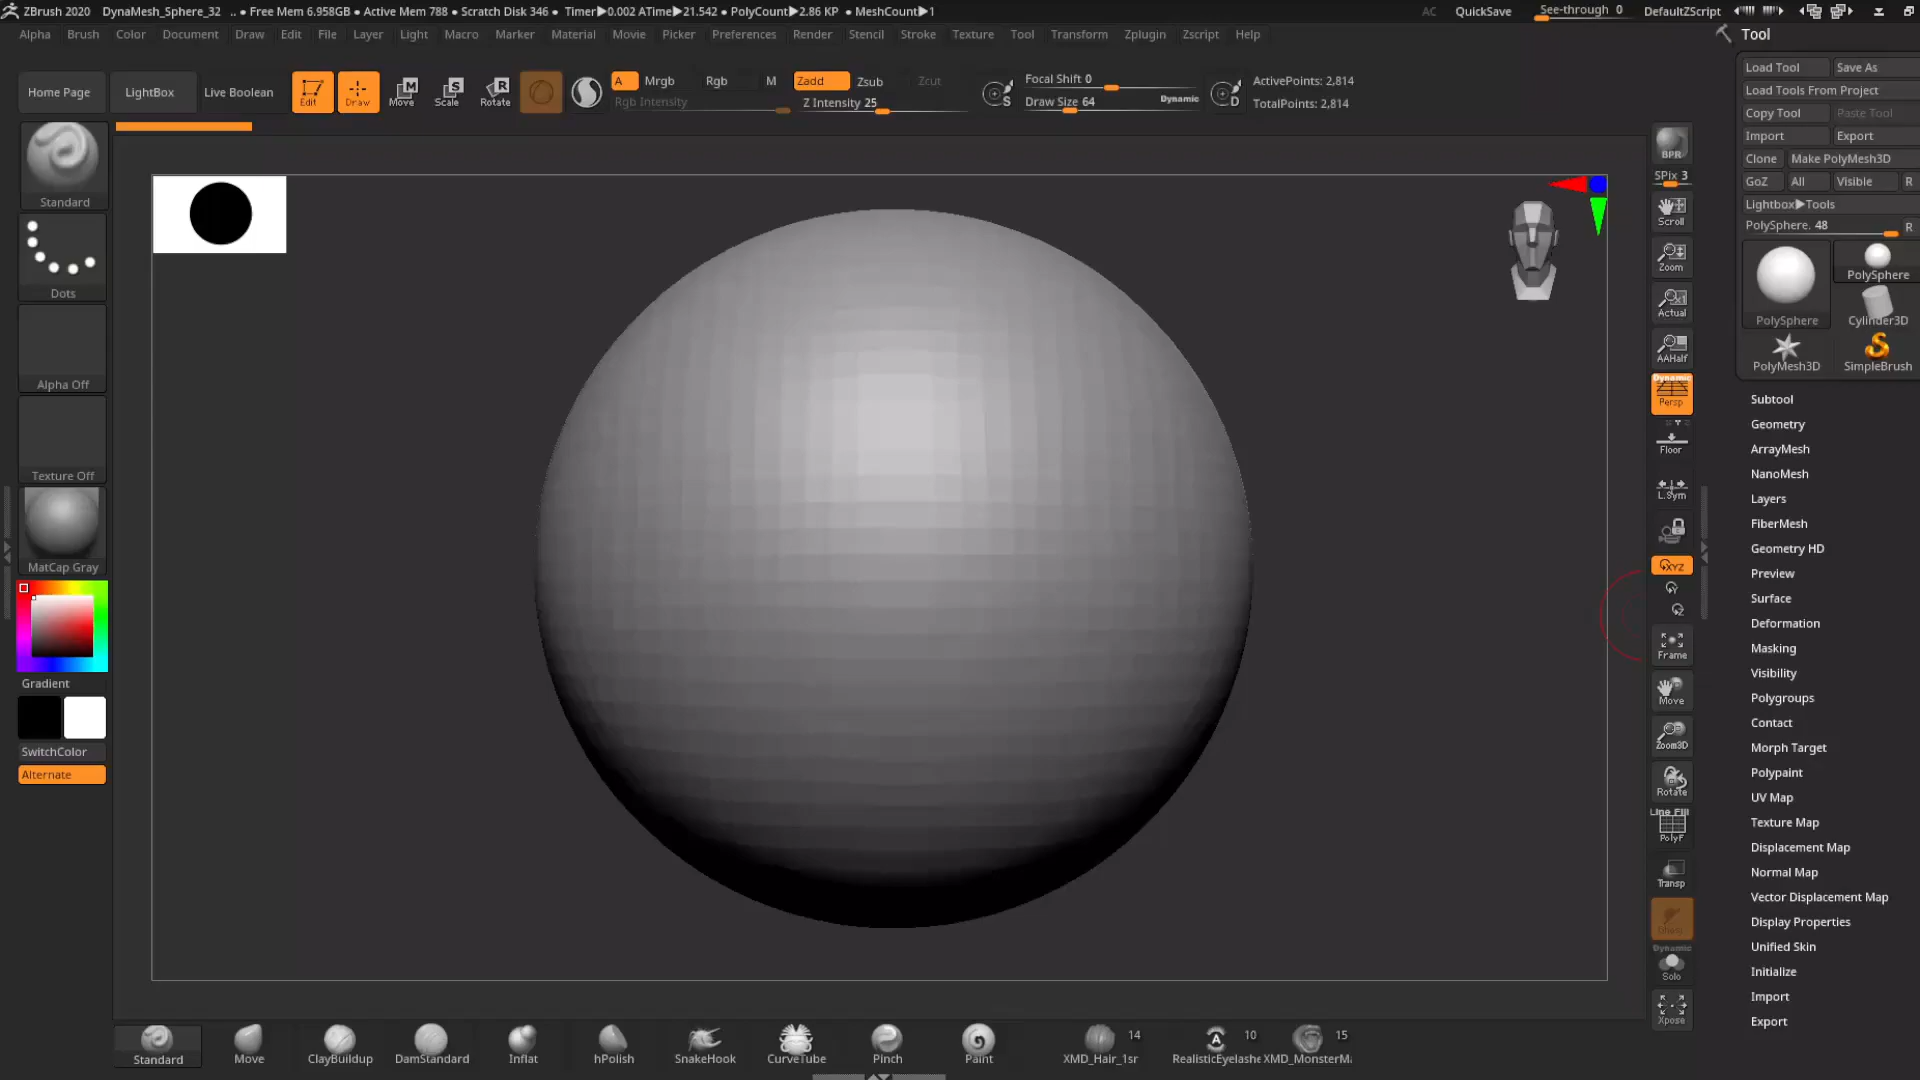 ZBrush 2020 DynaMesh_Sphere_32 .. • Free Mem 6.958GB • Active Mem 788 • Scratch Disk 346 • Timer▶0.002 ATime▶21.542 • PolyCount▶2.86 KP • MeshCount▶1 AC QuickSave See-through 0 DefaultZScript
Alpha Brush Color Document Draw Edit File Layer Light Macro Marker Material Movie Picker Preferences Render Stencil Stroke Texture Tool Transform Zplugin Zscript Help
Tool
Load Tool Save As
Load Tools From Project
Copy Tool Paste Tool
Import Export
Clone Make PolyMesh3D
GoZ All Visible R
Lightbox▶Tools
PolySphere. 48 R
PolySphere
PolySphere
Cylinder3D
PolyMesh3D
SimpleBrush
Subtool
Geometry
ArrayMesh
NanoMesh
Layers
FiberMesh
Geometry HD
Preview
Surface
Deformation
Masking
Visibility
Polygroups
Contact
Morph Target
Polypaint
UV Map
Texture Map
Displacement Map
Normal Map
Vector Displacement Map
Display Properties
Unified Skin
Initialize
Import
Export
Home Page LightBox Live Boolean
Edit Draw Move Scale Rotate
M S R
A Mrgb Rgb M
Rgb Intensity
Zadd Zsub Zcut
Z Intensity 25
S
Focal Shift 0
Draw Size 64 Dynamic
D
ActivePoints: 2,814
TotalPoints: 2,814
Standard
Dots
Alpha Off
Texture Off
MatCap Gray
Gradient
SwitchColor
Alternate
BPR
SPix 3
Scroll
Zoom
Actual
AAHalf
Dynamic
Persp
Floor
L.Sym
XYZ
Y
Z
Frame
Move
Zoom3D
Rotate
Line Fill
PolyF
Transp
Dynamic
Solo
Xpose
Standard Move ClayBuildup DamStandard Inflat hPolish SnakeHook CurveTube Pinch Paint
XMD_Hair_1sr 14
RealisticEyelashe 10
XMD_MonsterMa 15